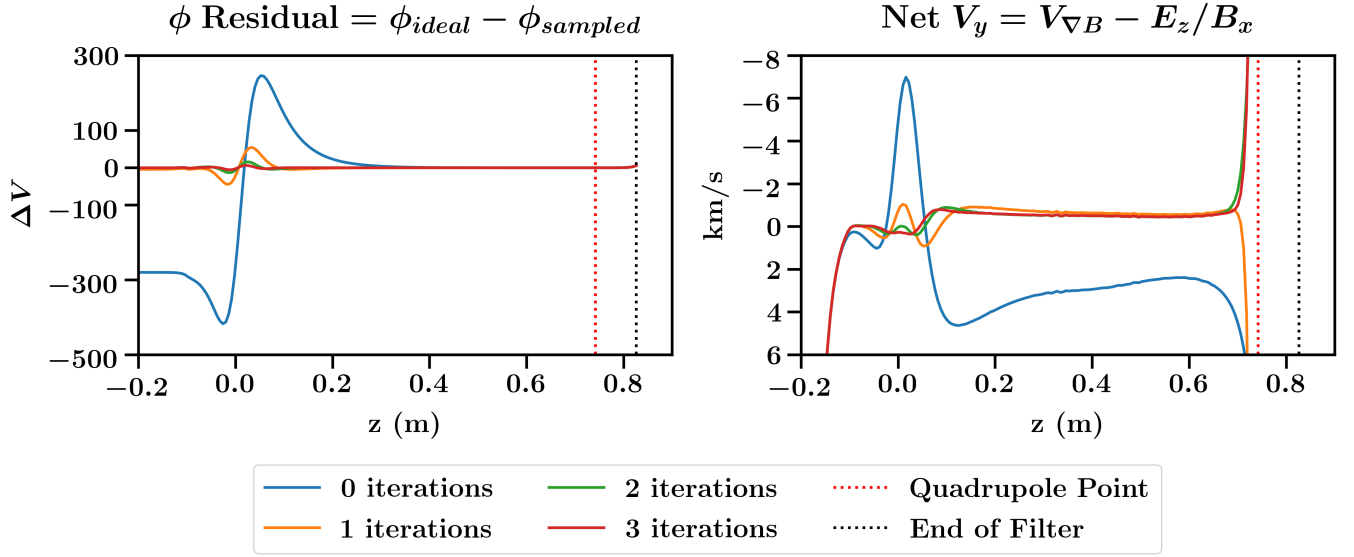 ϕ Residual = ϕ_ideal − ϕ_sampled
300
100
0
−100
−300
−500
ΔV
−0.2 0.0 0.2 0.4 0.6 0.8
z (m)
Net V_y = V_∇B − E_z/B_x
−8
−6
−4
−2
0
2
4
6
km/s
−0.2 0.0 0.2 0.4 0.6 0.8
z (m)
0 iterations 2 iterations Quadrupole Point
1 iterations 3 iterations End of Filter